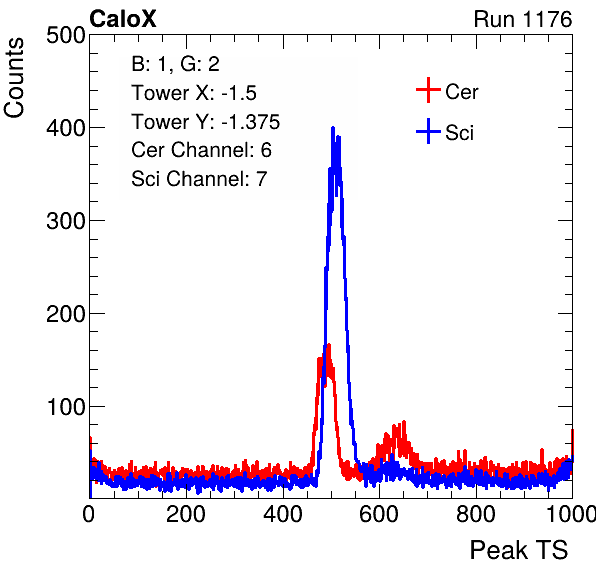 CaloX Run 1176
Counts
500
400
300
200
100
B: 1, G: 2
Tower X: -1.5
Tower Y: -1.375
Cer Channel: 6
Sci Channel: 7
Cer
Sci
0 200 400 600 800 1000
Peak TS